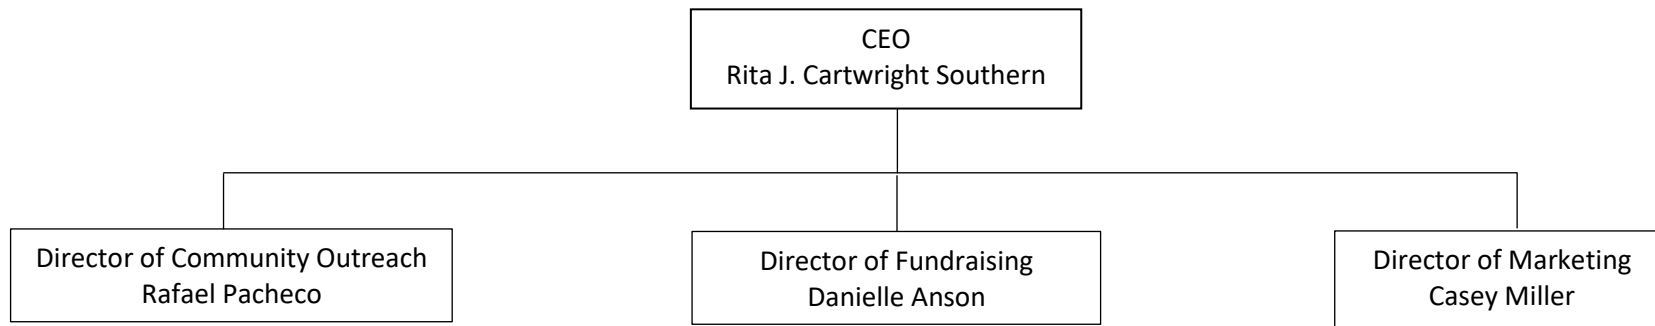 CEO
Rita J. Cartwright Southern
Director of Community Outreach
Rafael Pacheco
Director of Fundraising
Danielle Anson
Director of Marketing
Casey Miller